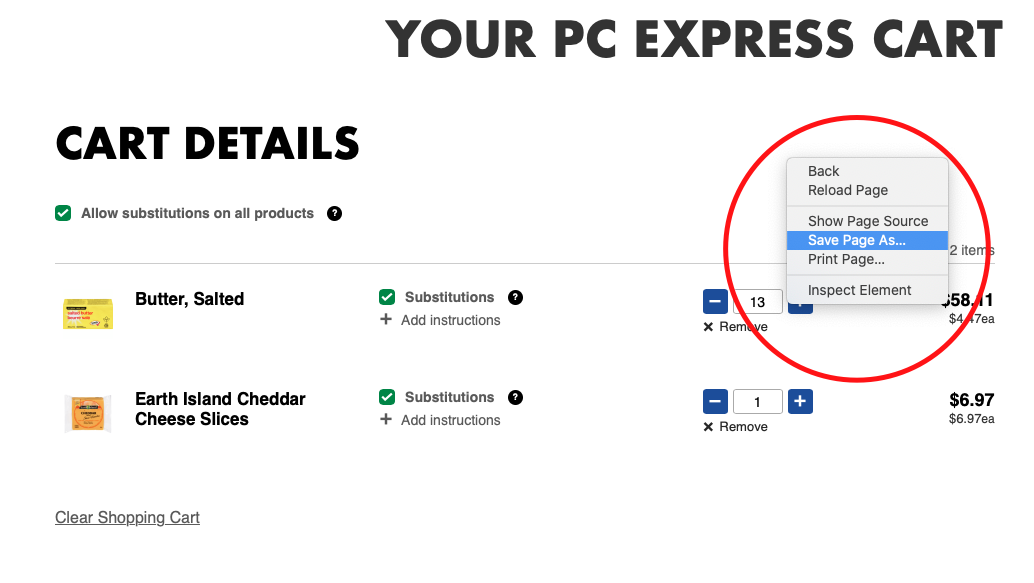 YOUR PC EXPRESS CART
CART DETAILS
Back
Reload Page
Allow substitutions on all products ?
Show Page Source
Save Page As...
2 items
Print Page...
Inspect Element
Butter, Salted
Substitutions ?
13
$58.11
Add instructions
Remove
$4.47ea
Earth Island Cheddar
Cheese Slices
Substitutions ?
1
$6.97
Add instructions
Remove
$6.97ea
Clear Shopping Cart